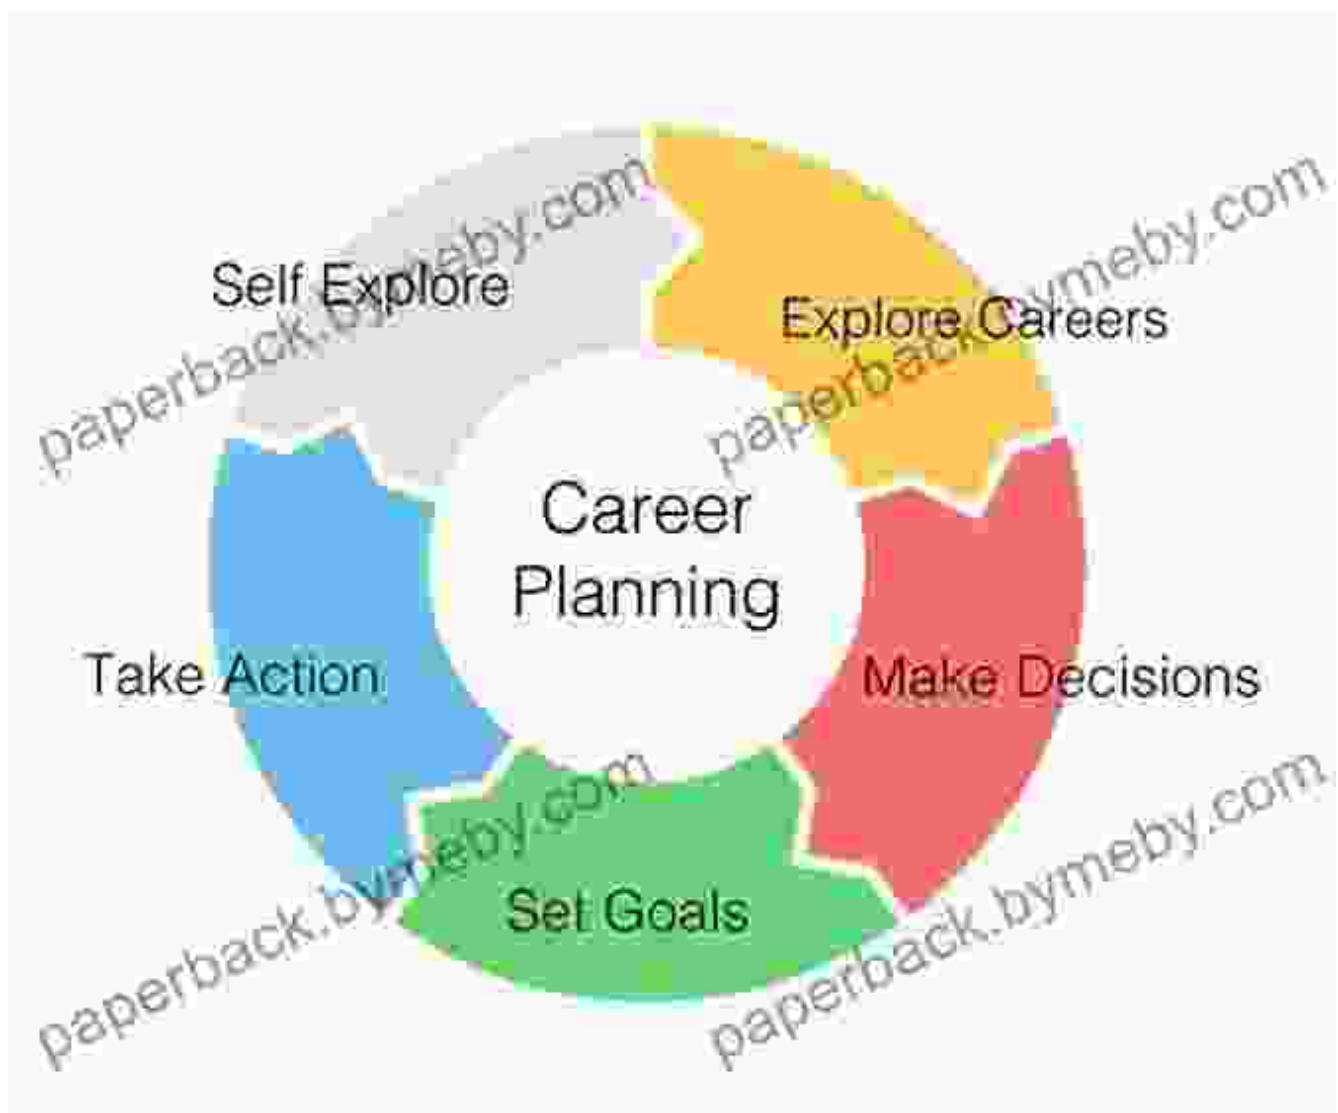 Self Explore
Explore Careers
Career
Planning
Take Action
Make Decisions
Set Goals
paperback.bymeby.com
paperback.bymeby.com
paperback.bymeby.com
paperback.bymeby.com